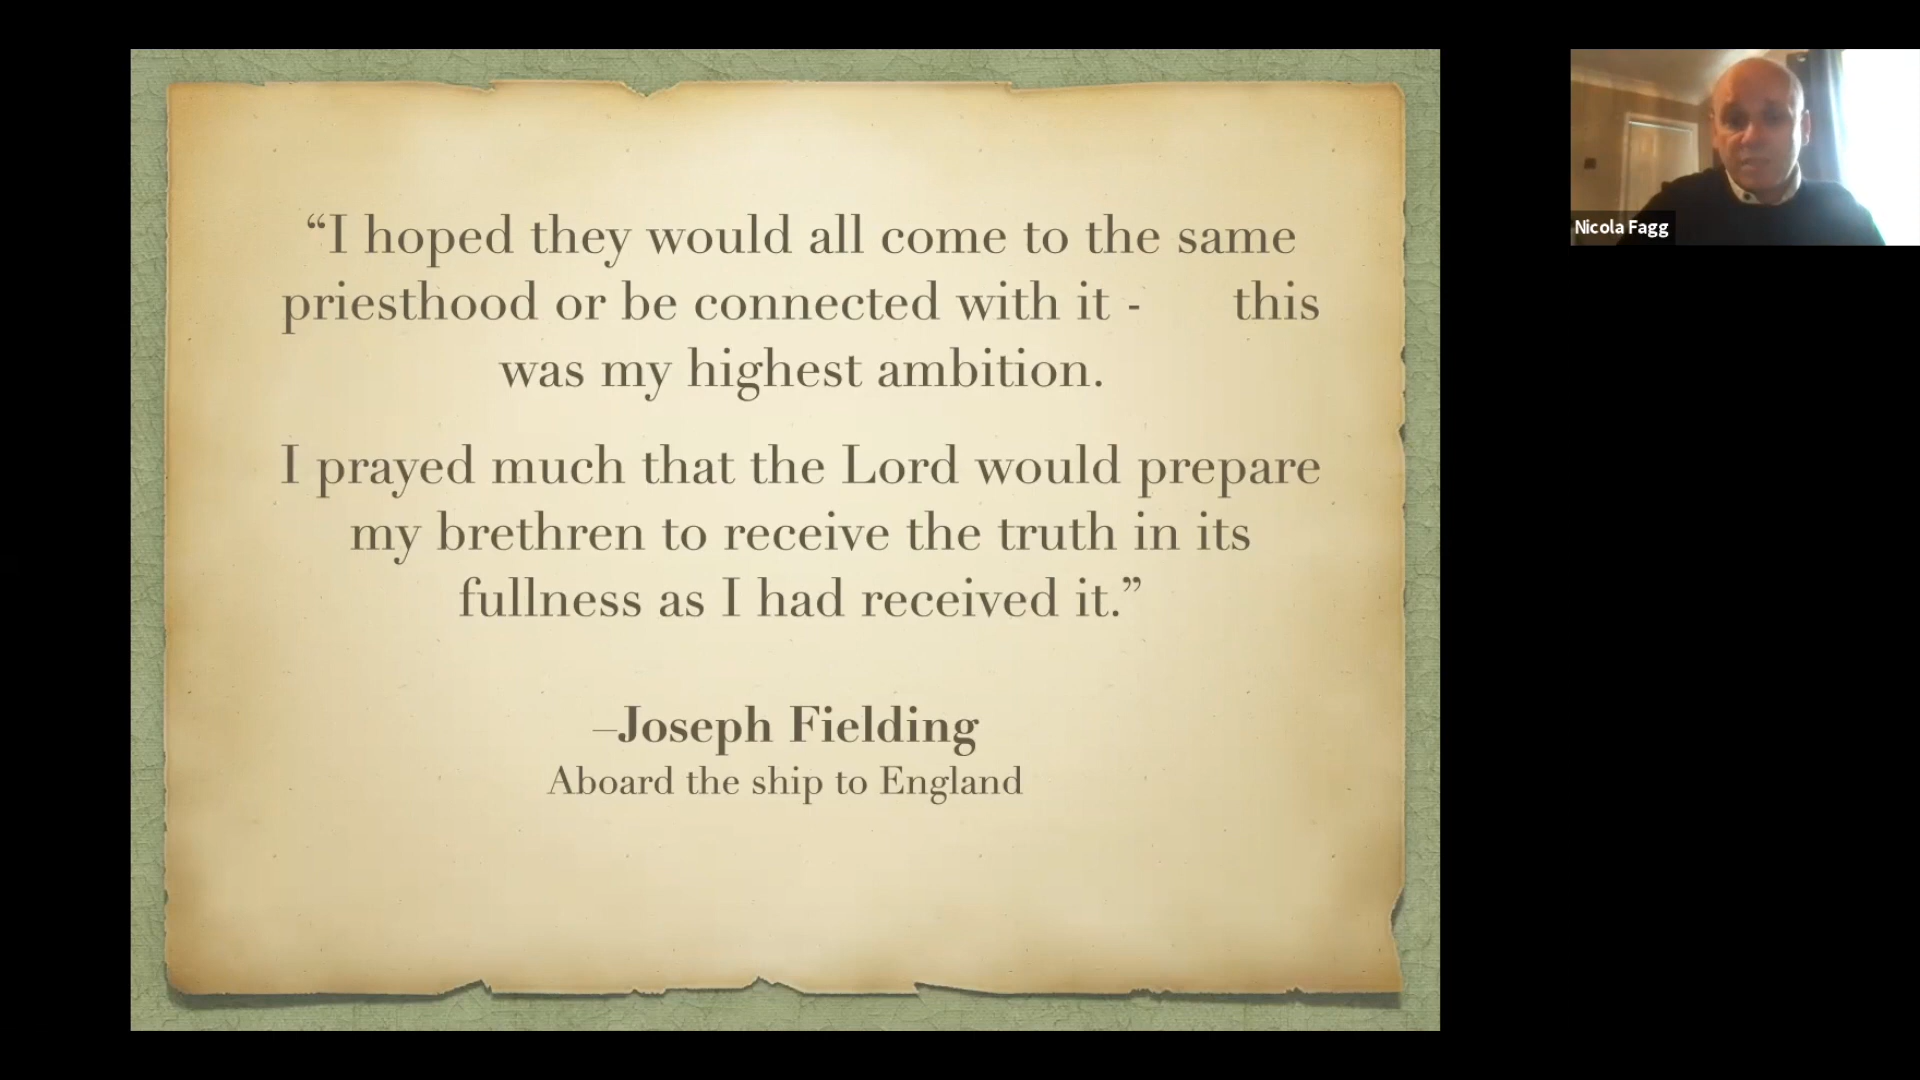 “I hoped they would all come to the same
priesthood or be connected with it - this
was my highest ambition.
I prayed much that the Lord would prepare
my brethren to receive the truth in its
fullness as I had received it.”
–Joseph Fielding
Aboard the ship to England
Nicola Fagg